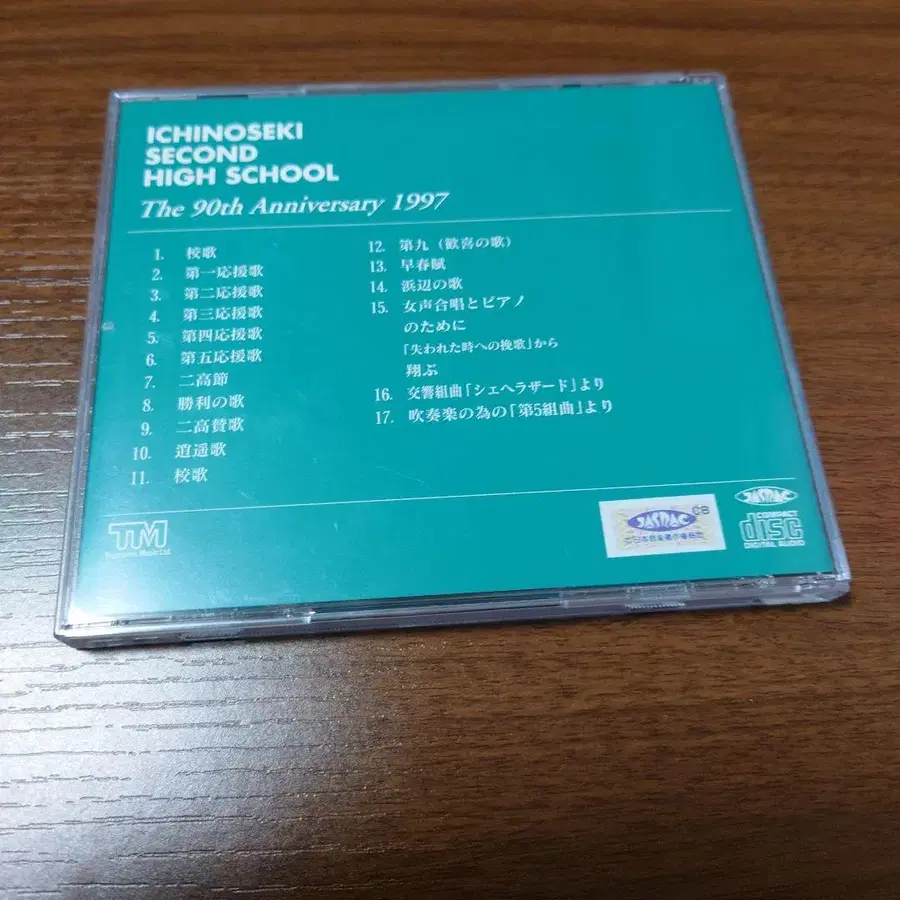 ICHINOSEKI
SECOND
HIGH SCHOOL
The 90th Anniversary 1997
1. 校歌
2. 第一応援歌
3. 第二応援歌
4. 第三応援歌
5. 第四応援歌
6. 第五応援歌
7. 二高節
8. 勝利の歌
9. 二高賛歌
10. 逍遥歌
11. 校歌
12. 第九（歓喜の歌）
13. 早春賦
14. 浜辺の歌
15. 女声合唱とピアノ
のために
「失われた時への挽歌」から
翔ぶ
16. 交響組曲「シェヘラザード」より
17. 吹奏楽の為の「第5組曲」より
TM
JASRAC
CB
JASRAC
COMPACT
disc
DIGITAL AUDIO